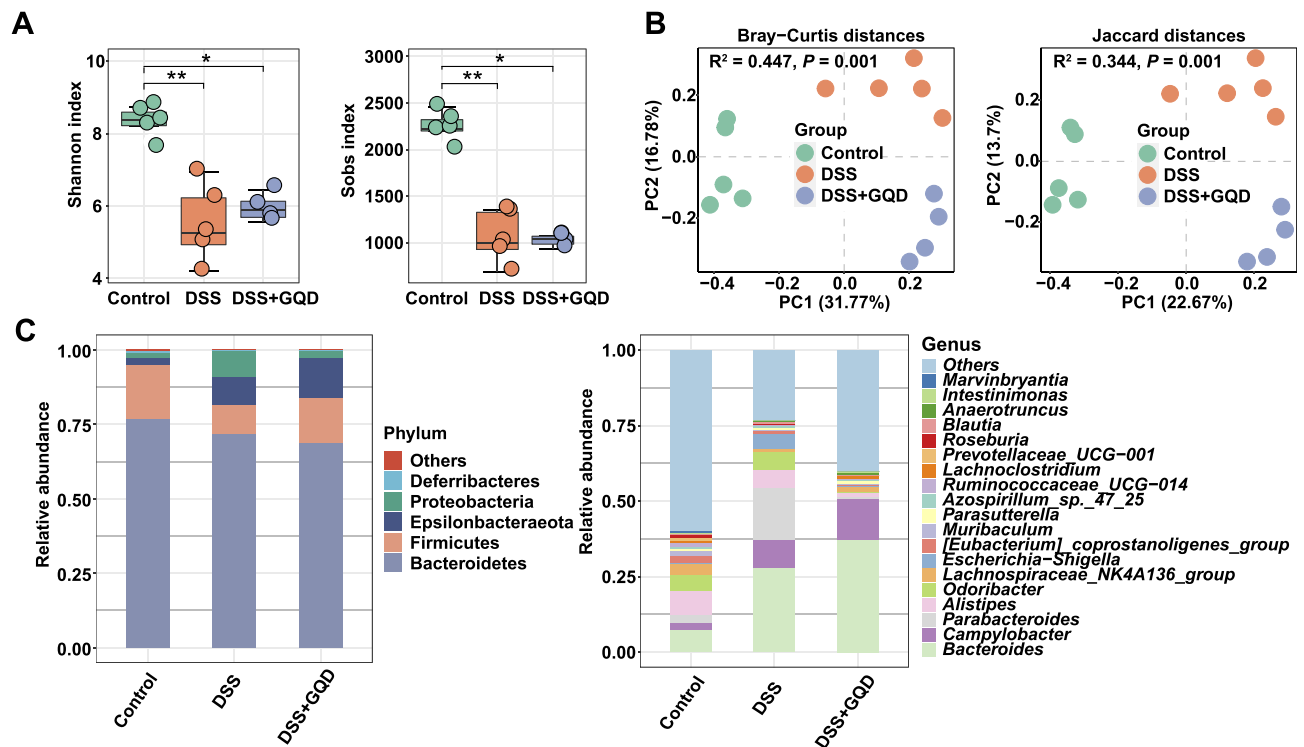 A
Shannon index
10
8
6
4
*
**
Control
DSS
DSS+GQD
Sobs index
3000
2500
2000
1500
1000
*
**
Control
DSS
DSS+GQD
B
Bray−Curtis distances
R² = 0.447, P = 0.001
PC2 (16.78%)
0.2
0.0
−0.2
Group
Control
DSS
DSS+GQD
−0.4
−0.2
0.0
0.2
PC1 (31.77%)
Jaccard distances
R² = 0.344, P = 0.001
PC2 (13.7%)
0.2
0.0
−0.2
Group
Control
DSS
DSS+GQD
−0.4
−0.2
0.0
0.2
PC1 (22.67%)
C
Relative abundance
1.00
0.75
0.50
0.25
0.00
Control
DSS
DSS+GQD
Phylum
Others
Deferribacteres
Proteobacteria
Epsilonbacteraeota
Firmicutes
Bacteroidetes
Relative abundance
1.00
0.75
0.50
0.25
0.00
Control
DSS
DSS+GQD
Genus
Others
Marvinbryantia
Intestinimonas
Anaerotruncus
Blautia
Roseburia
Prevotellaceae_UCG−001
Lachnoclostridium
Ruminococcaceae_UCG−014
Azospirillum_sp._47_25
Parasutterella
Muribaculum
[Eubacterium]_coprostanoligenes_group
Escherichia−Shigella
Lachnospiraceae_NK4A136_group
Odoribacter
Alistipes
Parabacteroides
Campylobacter
Bacteroides